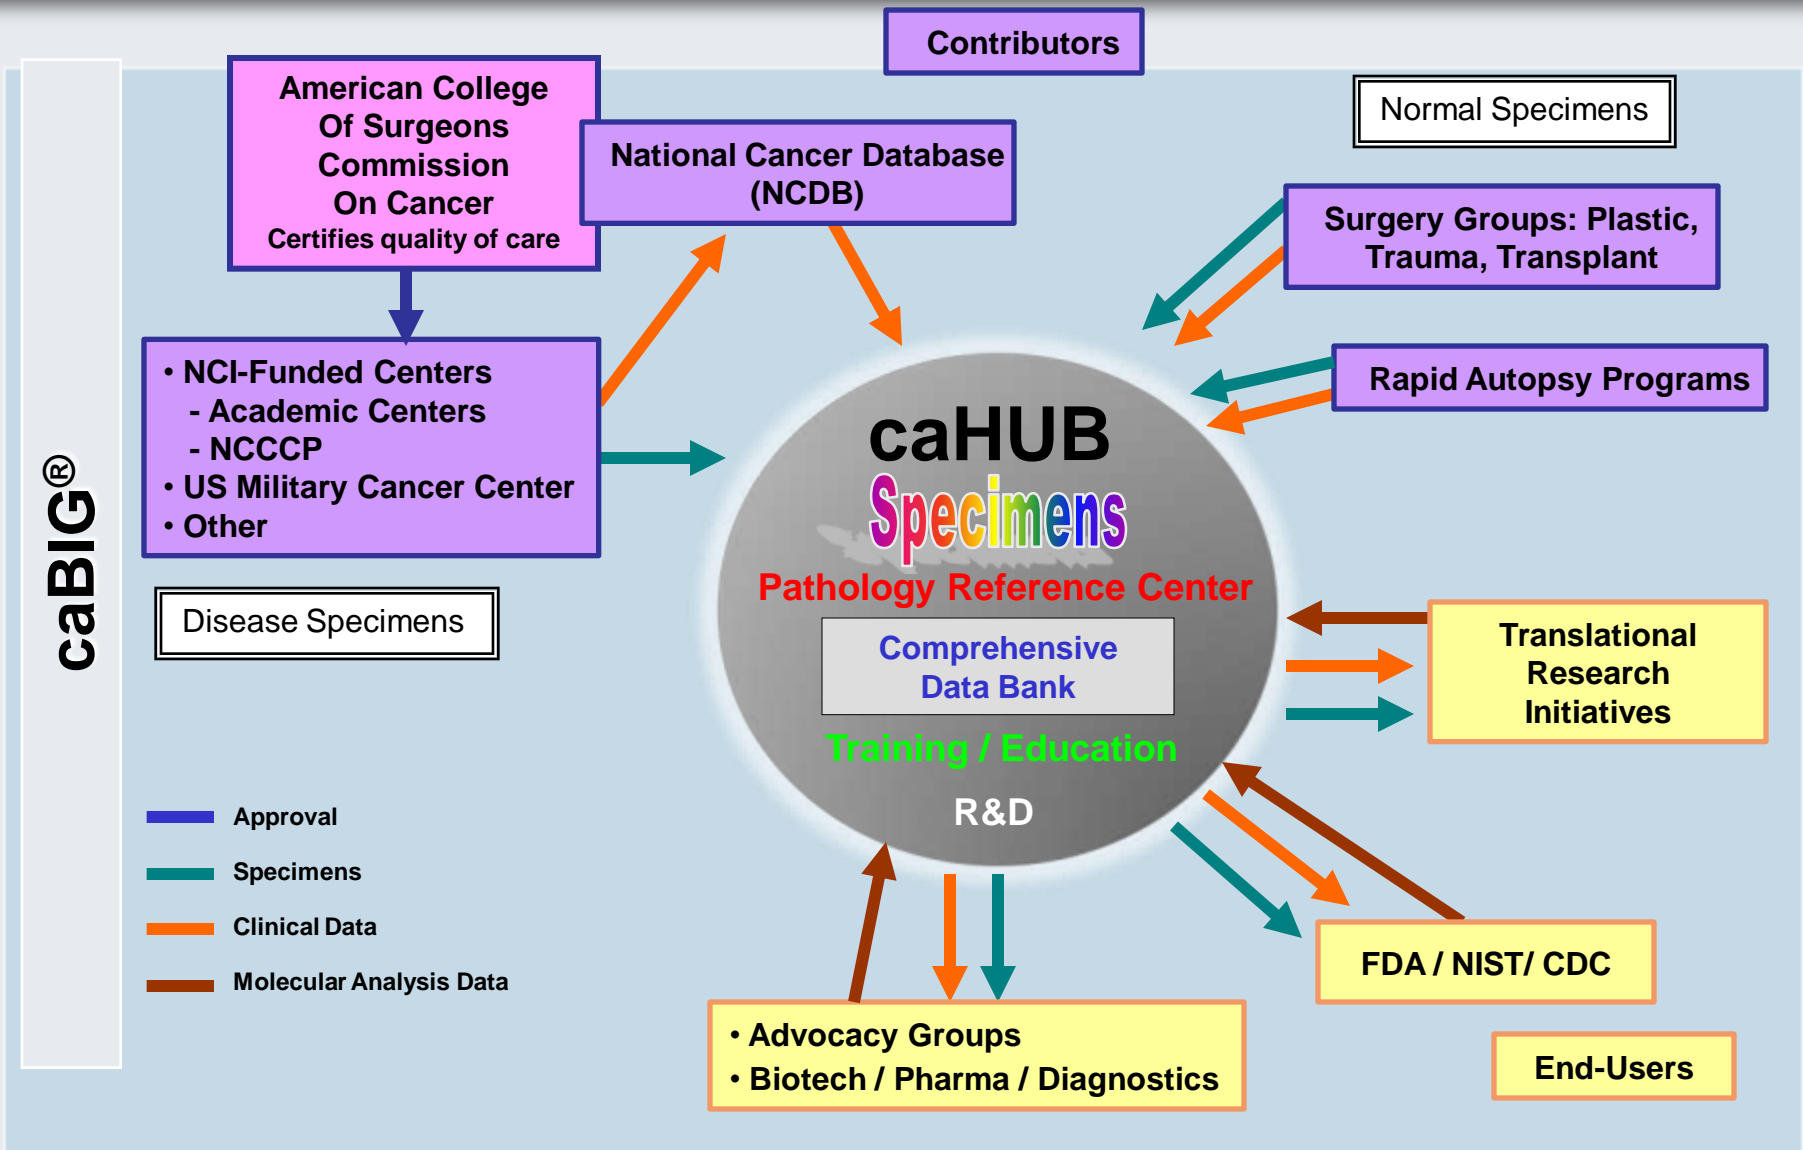 Contributors
American College
Of Surgeons
Commission
On Cancer
Certifies quality of care
National Cancer Database
(NCDB)
Normal Specimens
Surgery Groups: Plastic,
Trauma, Transplant
Rapid Autopsy Programs
• NCI-Funded Centers
- Academic Centers
- NCCCP
• US Military Cancer Center
• Other
Disease Specimens
caBIG®
caHUB
Specimens
Pathology Reference Center
Comprehensive
Data Bank
Training / Education
R&D
Translational
Research
Initiatives
Approval
Specimens
Clinical Data
Molecular Analysis Data
FDA / NIST/ CDC
• Advocacy Groups
• Biotech / Pharma / Diagnostics
End-Users